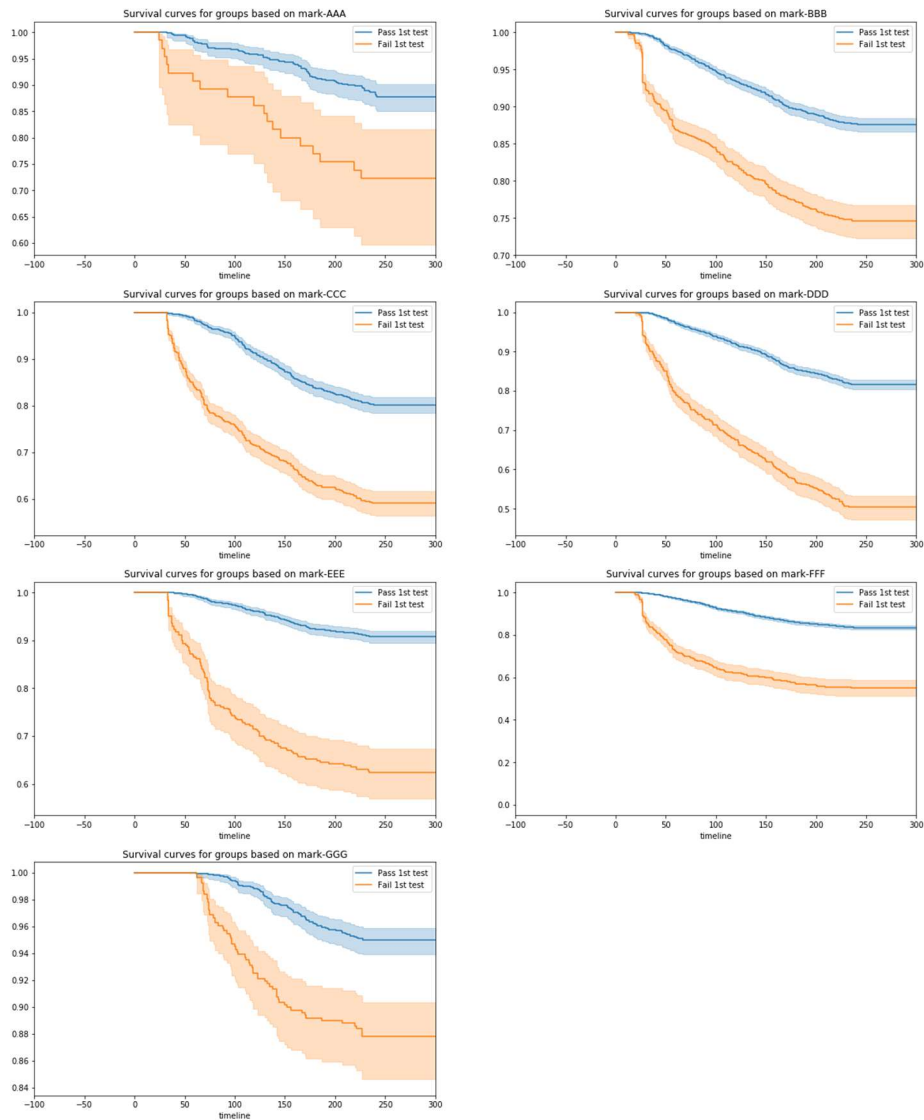 Survival curves for groups based on mark-AAA
Pass 1st test
Fail 1st test
1.00
0.95
0.90
0.85
0.80
0.75
0.70
0.65
0.60
−100 −50 0 50 100 150 200 250 300
timeline
Survival curves for groups based on mark-BBB
Pass 1st test
Fail 1st test
1.00
0.95
0.90
0.85
0.80
0.75
0.70
−100 −50 0 50 100 150 200 250 300
timeline
Survival curves for groups based on mark-CCC
Pass 1st test
Fail 1st test
1.0
0.9
0.8
0.7
0.6
−100 −50 0 50 100 150 200 250 300
timeline
Survival curves for groups based on mark-DDD
Pass 1st test
Fail 1st test
1.0
0.9
0.8
0.7
0.6
0.5
−100 −50 0 50 100 150 200 250 300
timeline
Survival curves for groups based on mark-EEE
Pass 1st test
Fail 1st test
1.0
0.9
0.8
0.7
0.6
−100 −50 0 50 100 150 200 250 300
timeline
Survival curves for groups based on mark-FFF
Pass 1st test
Fail 1st test
1.0
0.8
0.6
0.4
0.2
0.0
−100 −50 0 50 100 150 200 250 300
timeline
Survival curves for groups based on mark-GGG
Pass 1st test
Fail 1st test
1.00
0.98
0.96
0.94
0.92
0.90
0.88
0.86
0.84
−100 −50 0 50 100 150 200 250 300
timeline